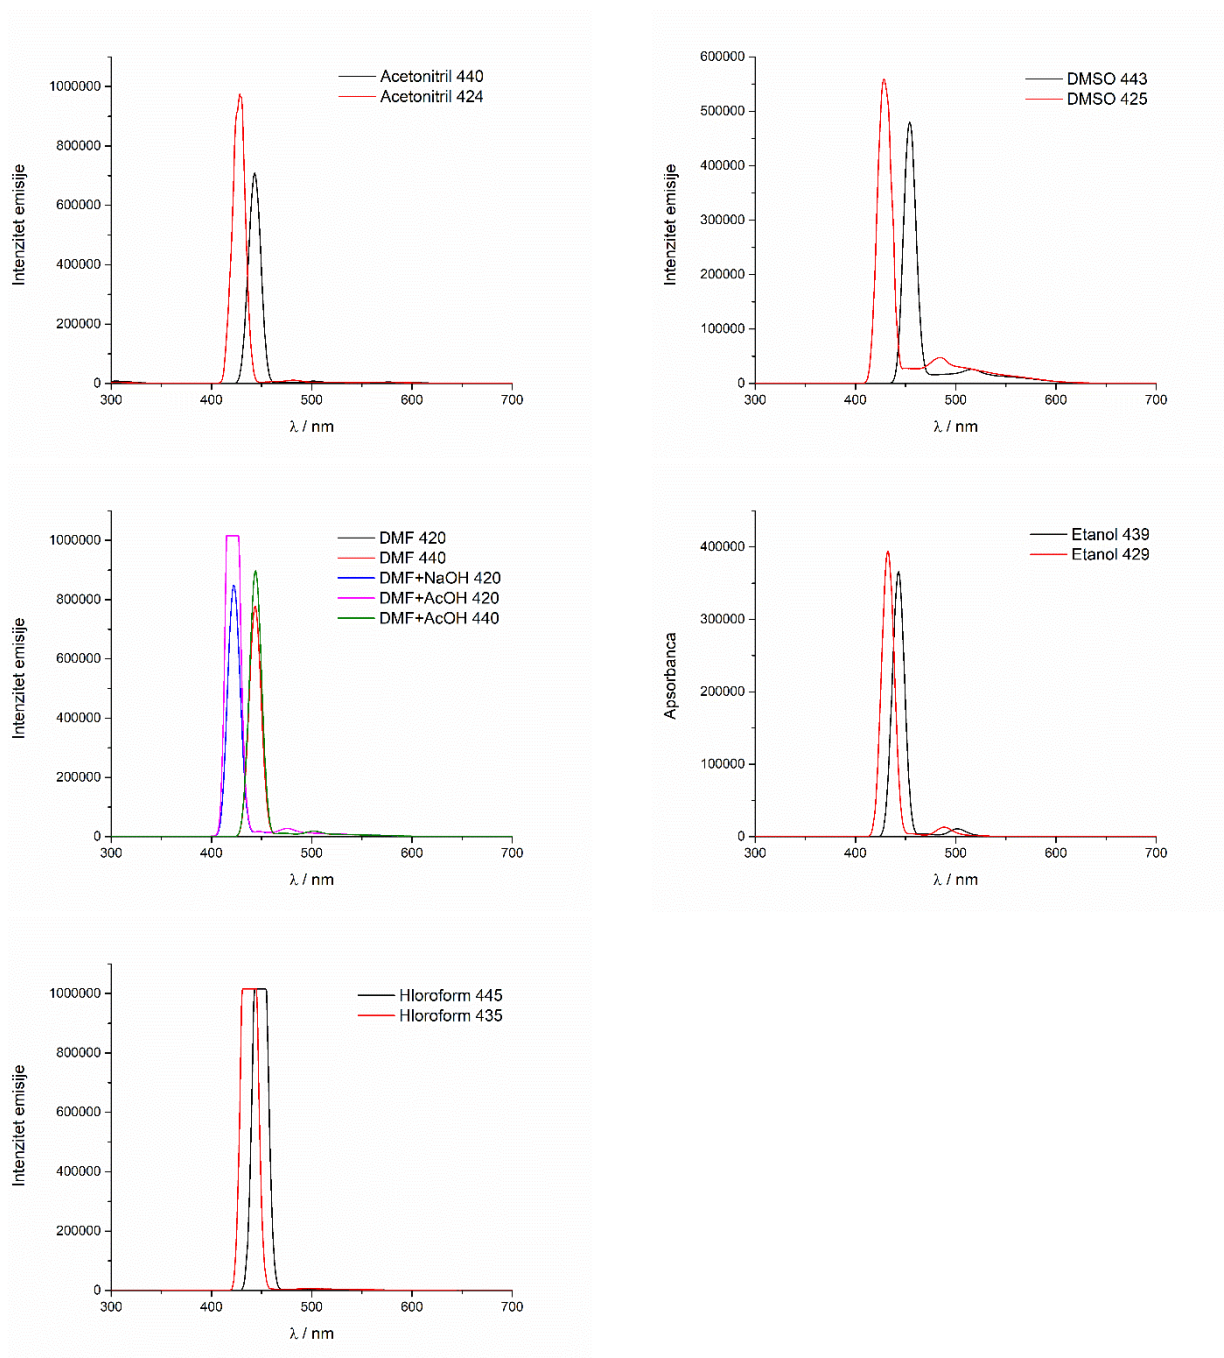 Acetonitril 440
Acetonitril 424
Intenzitet emisije
1000000
800000
600000
400000
200000
0
300 400 500 600 700
λ / nm
DMSO 443
DMSO 425
Intenzitet emisije
600000
500000
400000
300000
200000
100000
0
300 400 500 600 700
λ / nm
DMF 420
DMF 440
DMF+NaOH 420
DMF+AcOH 420
DMF+AcOH 440
Intenzitet emisije
1000000
800000
600000
400000
200000
0
300 400 500 600 700
λ / nm
Etanol 439
Etanol 429
Apsorbanca
400000
300000
200000
100000
0
300 400 500 600 700
λ / nm
Hloroform 445
Hloroform 435
Intenzitet emisije
1000000
800000
600000
400000
200000
0
300 400 500 600 700
λ / nm